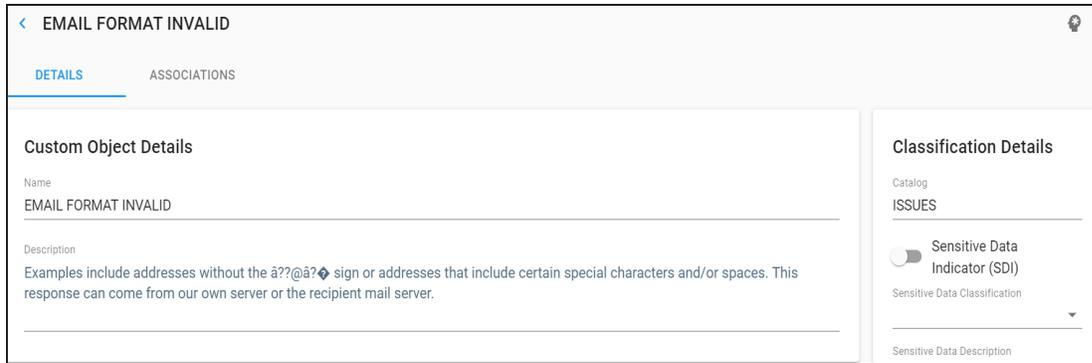 EMAIL FORMAT INVALID
DETAILS
ASSOCIATIONS
Custom Object Details
Name
EMAIL FORMAT INVALID
Description
Examples include addresses without the â??@â?� sign or addresses that include certain special characters and/or spaces. This
response can come from our own server or the recipient mail server.
Classification Details
Catalog
ISSUES
Sensitive Data
Indicator (SDI)
Sensitive Data Classification
Sensitive Data Description